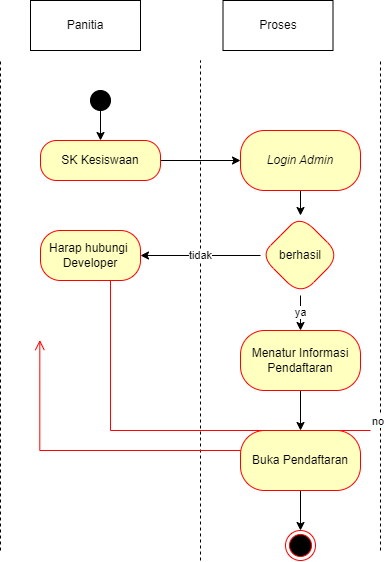 Panitia
Proses
SK Kesiswaan
Login Admin
Harap hubungi
Developer
tidak
berhasil
ya
Menatur Informasi
Pendaftaran
no
Buka Pendaftaran